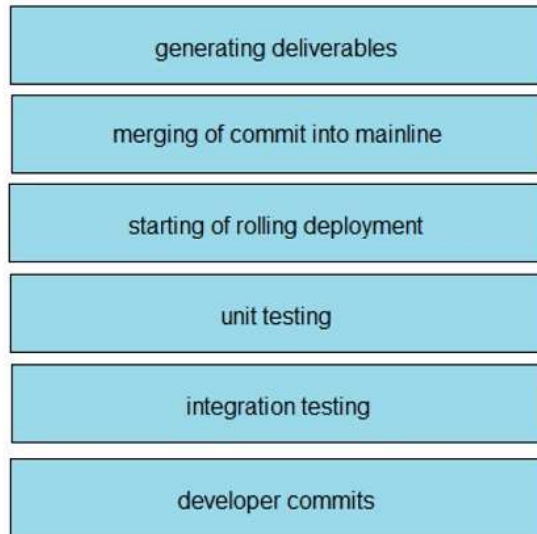 generating deliverables
merging of commit into mainline
starting of rolling deployment
unit testing
integration testing
developer commits